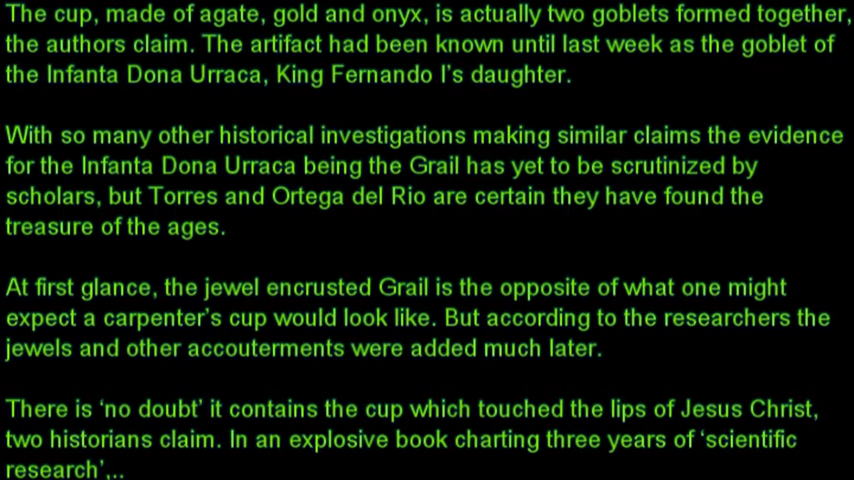 The cup, made of agate, gold and onyx, is actually two goblets formed together,
the authors claim. The artifact had been known until last week as the goblet of
the Infanta Dona Urraca, King Fernando I's daughter.
With so many other historical investigations making similar claims the evidence
for the Infanta Dona Urraca being the Grail has yet to be scrutinized by
scholars, but Torres and Ortega del Rio are certain they have found the
treasure of the ages.
At first glance, the jewel encrusted Grail is the opposite of what one might
expect a carpenter's cup would look like. But according to the researchers the
jewels and other accouterments were added much later.
There is ‘no doubt’ it contains the cup which touched the lips of Jesus Christ,
two historians claim. In an explosive book charting three years of ‘scientific
research’,..